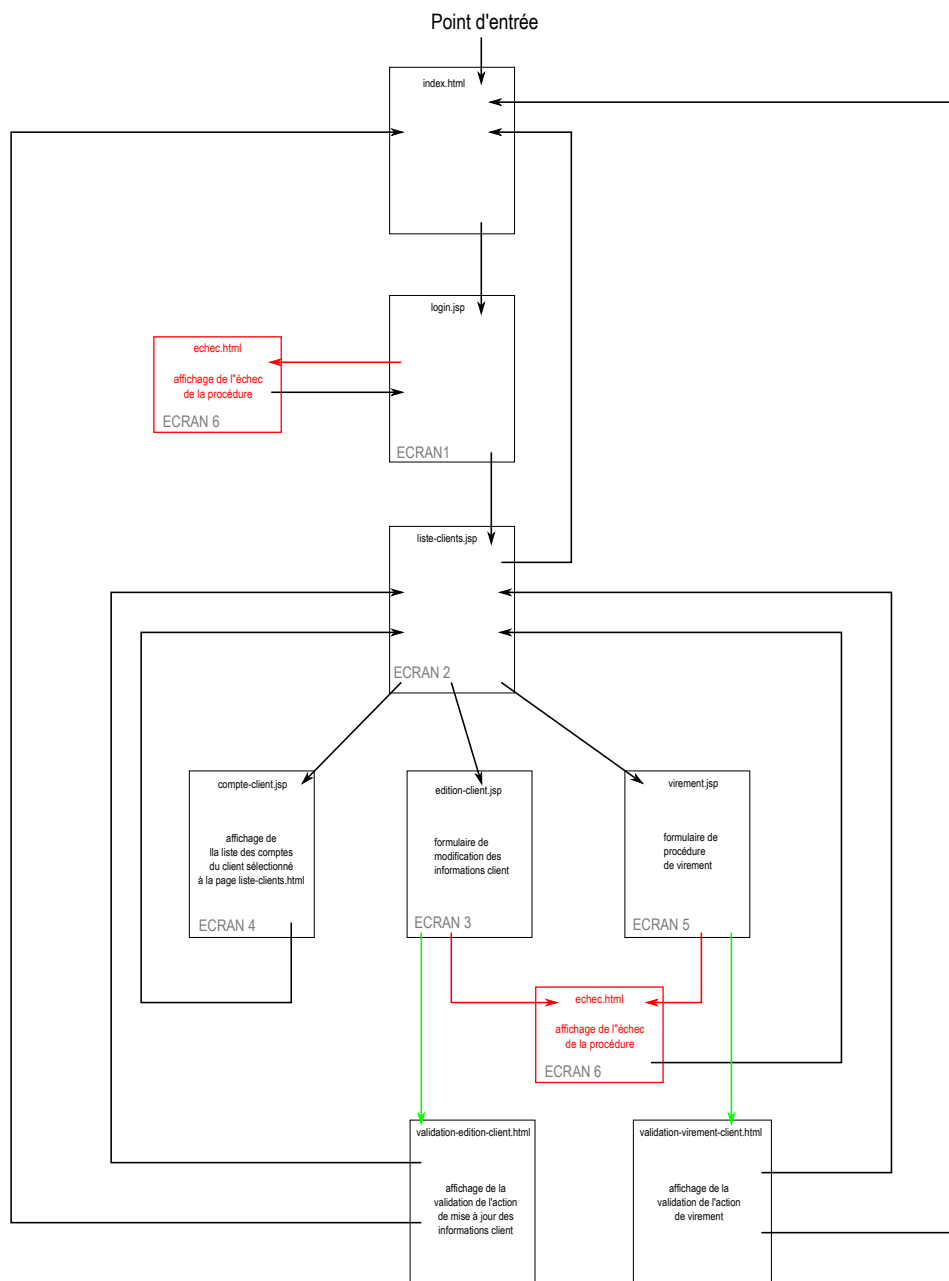 Point d'entrée
index.html
login.jsp
echec.html
affichage de l"échec
de la procédure
ECRAN 6
ECRAN1
liste-clients.jsp
ECRAN 2
compte-client.jsp
affichage de
lla liste des comptes
du client sélectionné
à la page liste-clients.html
ECRAN 4
edition-client.jsp
formulaire de
modification des
informations client
ECRAN 3
virement.jsp
formulaire de
procédure
de virement
ECRAN 5
echec.html
affichage de l"échec
de la procédure
ECRAN 6
validation-edition-client.html
affichage de la
validation de l'action
de mise à jour des
informations client
validation-virement-client.html
affichage de la
validation de l'action
de virement